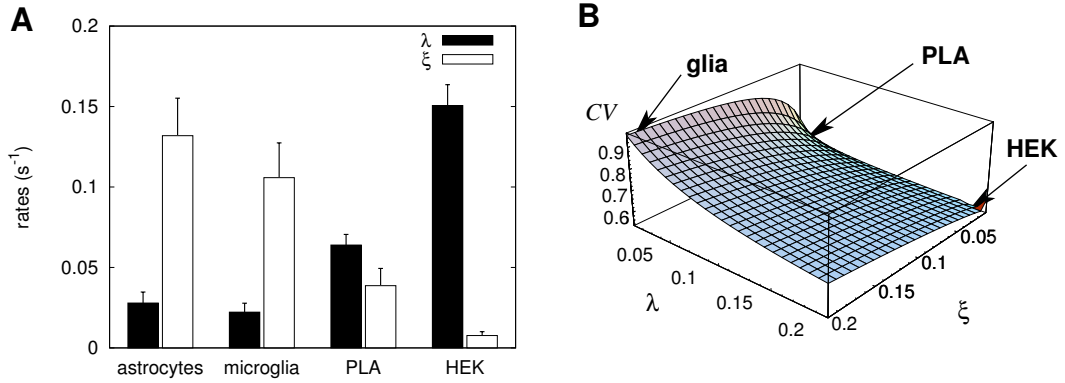 A
0.2
0.15
0.1
0.05
0
rates (s⁻¹)
λ
ξ
astrocytes microglia PLA HEK
B
glia
PLA
HEK
CV
0.9
0.8
0.7
0.6
0.05
0.1
0.15
0.2
λ
0.05
0.1
0.15
0.2
ξ